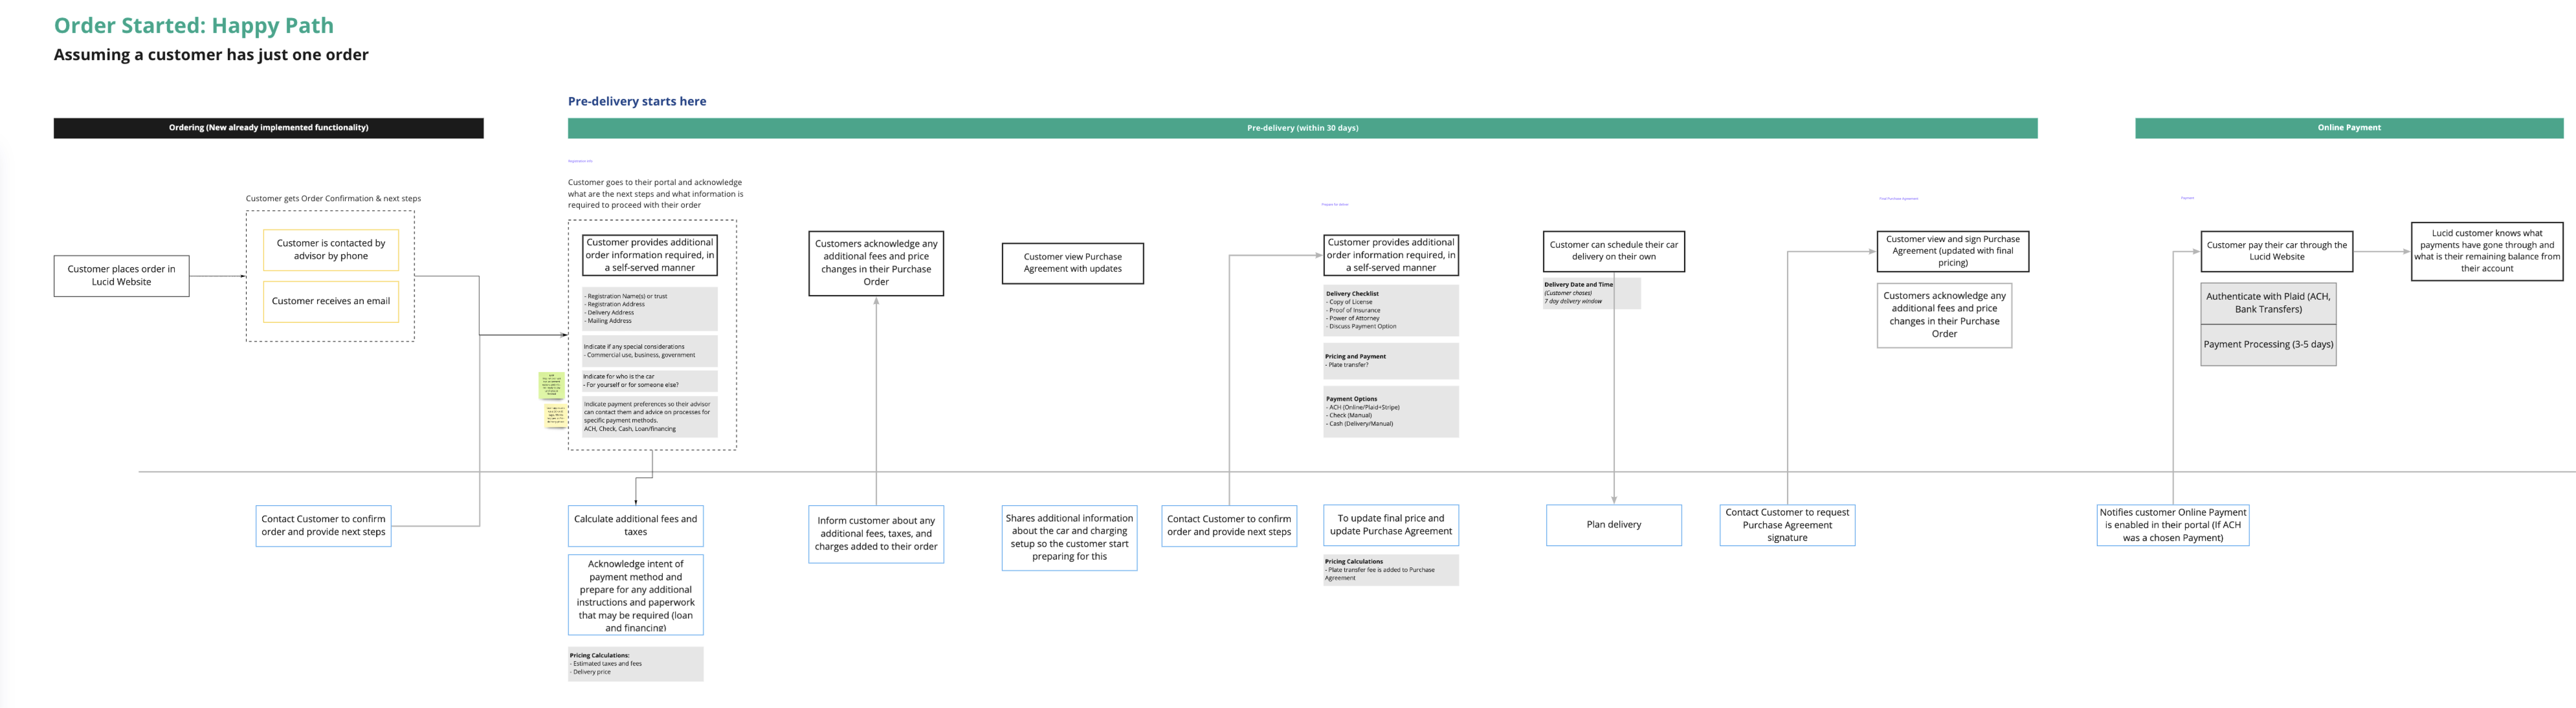 Order Started: Happy Path
Assuming a customer has just one order
Pre-delivery starts here
Ordering (New already implemented functionality)
Pre-delivery (within 30 days)
Online Payment
Customer places order in
Lucid Website
Customer gets Order Confirmation & next steps
Customer is contacted by
advisor by phone
Customer receives an email
Registration Info
Customer goes to their portal and acknowledge
what are the next steps and what information is
required to proceed with their order
Customer provides additional
order information required, in
a self-served manner
- Registration Name(s) or trust
- Registration Address
- Delivery Address
- Mailing Address
Indicate if any special considerations
- Commercial use, business, government
Indicate for who is the car
- For yourself or for someone else?
Indicate payment preferences so their advisor
can contact them and advice on processes for
specific payment methods.
ACH, Check, Cash, Loan/financing
Customers acknowledge any
additional fees and price
changes in their Purchase
Order
Customer view Purchase
Agreement with updates
Prepare for deliver
Customer provides additional
order information required, in
a self-served manner
Delivery Checklist
- Copy of License
- Proof of Insurance
- Power of Attorney
- Discuss Payment Option
Pricing and Payment
- Plate transfer?
Payment Options
- ACH (Online/Plaid+Stripe)
- Check (Manual)
- Cash (Delivery/Manual)
Customer can schedule their car
delivery on their own
Delivery Date and Time
(Customer choses)
7 day delivery window
Final Purchase Agreement
Customer view and sign Purchase
Agreement (updated with final
pricing)
Customers acknowledge any
additional fees and price
changes in their Purchase
Order
Payment
Customer pay their car through the
Lucid Website
Authenticate with Plaid (ACH,
Bank Transfers)
Payment Processing (3-5 days)
Lucid customer knows what
payments have gone through and
what is their remaining balance from
their account
Contact Customer to confirm
order and provide next steps
Calculate additional fees and
taxes
Acknowledge intent of
payment method and
prepare for any additional
instructions and paperwork
that may be required (loan
and financing)
Pricing Calculations:
- Estimated taxes and fees
- Delivery price
Inform customer about any
additional fees, taxes, and
charges added to their order
Shares additional information
about the car and charging
setup so the customer start
preparing for this
Contact Customer to confirm
order and provide next steps
To update final price and
update Purchase Agreement
Pricing Calculations
- Plate transfer fee is added to Purchase
Agreement
Plan delivery
Contact Customer to request
Purchase Agreement
signature
Notifies customer Online Payment
is enabled in their portal (If ACH
was a chosen Payment)